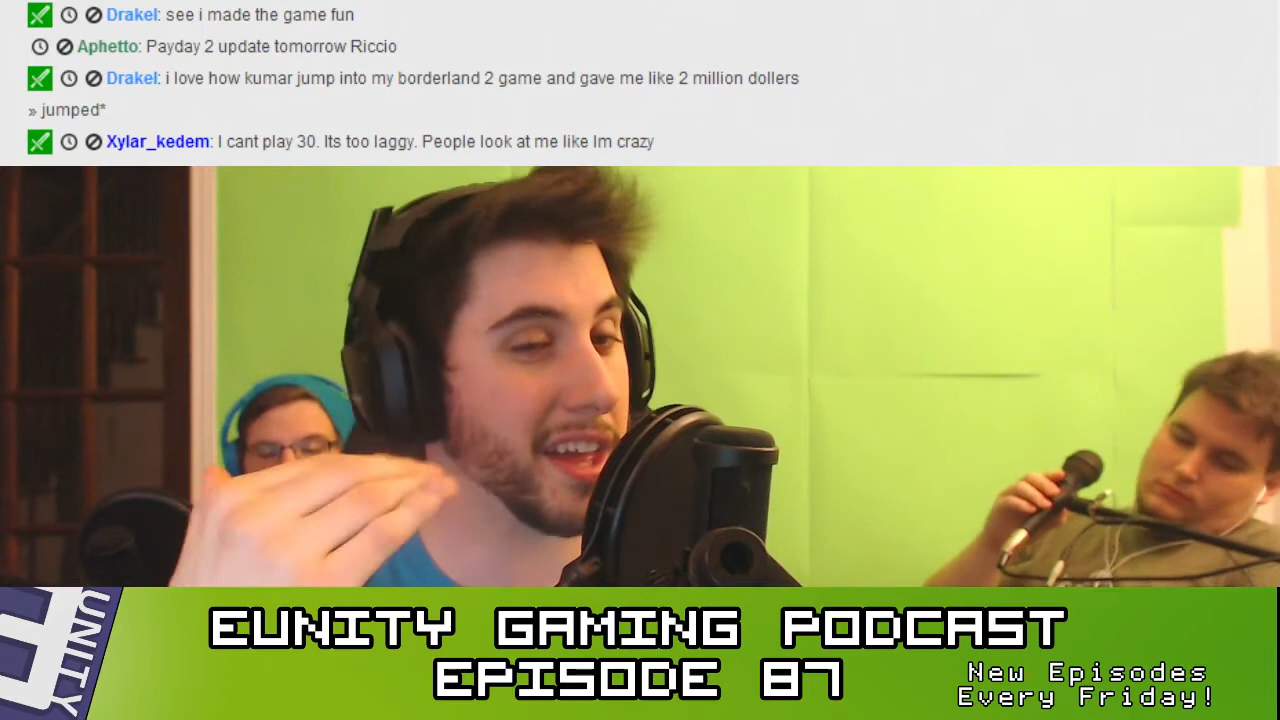 Drakel: see i made the game fun
Aphetto: Payday 2 update tomorrow Riccio
Drakel: i love how kumar jump into my borderland 2 game and gave me like 2 million dollers
» jumped*
Xylar_kedem: I cant play 30. Its too laggy. People look at me like Im crazy
UNITY
EUNITY GAMING PODCAST
EPISODE 87
New Episodes
Every Friday!